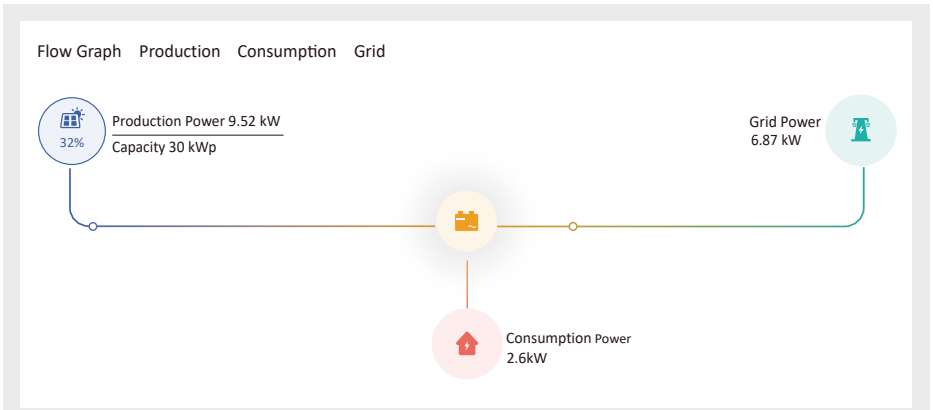 Flow Graph Production Consumption Grid
32%
Production Power 9.52 kW
Capacity 30 kWp
Grid Power
6.87 kW
Consumption Power
2.6kW